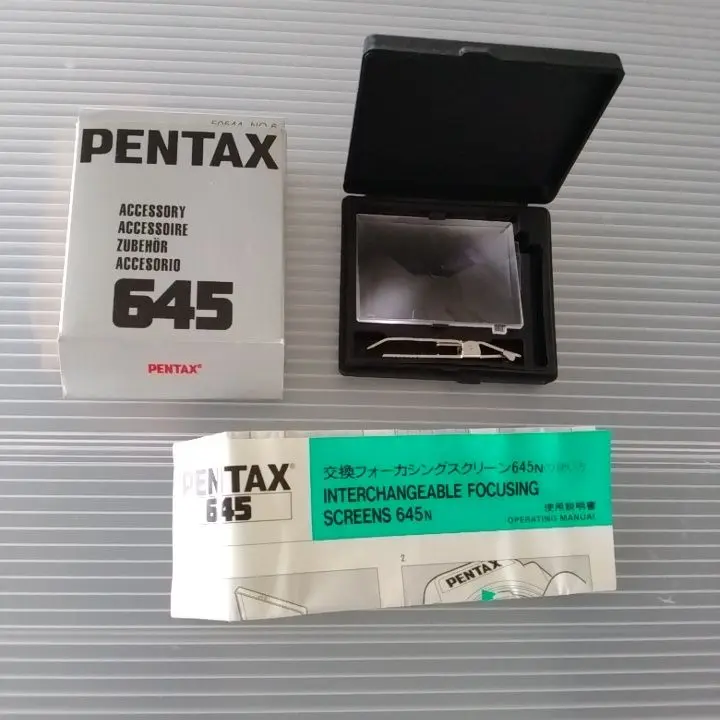 PENTAX
ACCESSORY
ACCESSOIRE
ZUBEHÖR
ACCESORIO
645
PENTAX®
PENTAX®
645
交換フォーカシングスクリーン645N
INTERCHANGEABLE FOCUSING
SCREENS 645N
使用説明書
OPERATING MANUAL
2
PENTAX